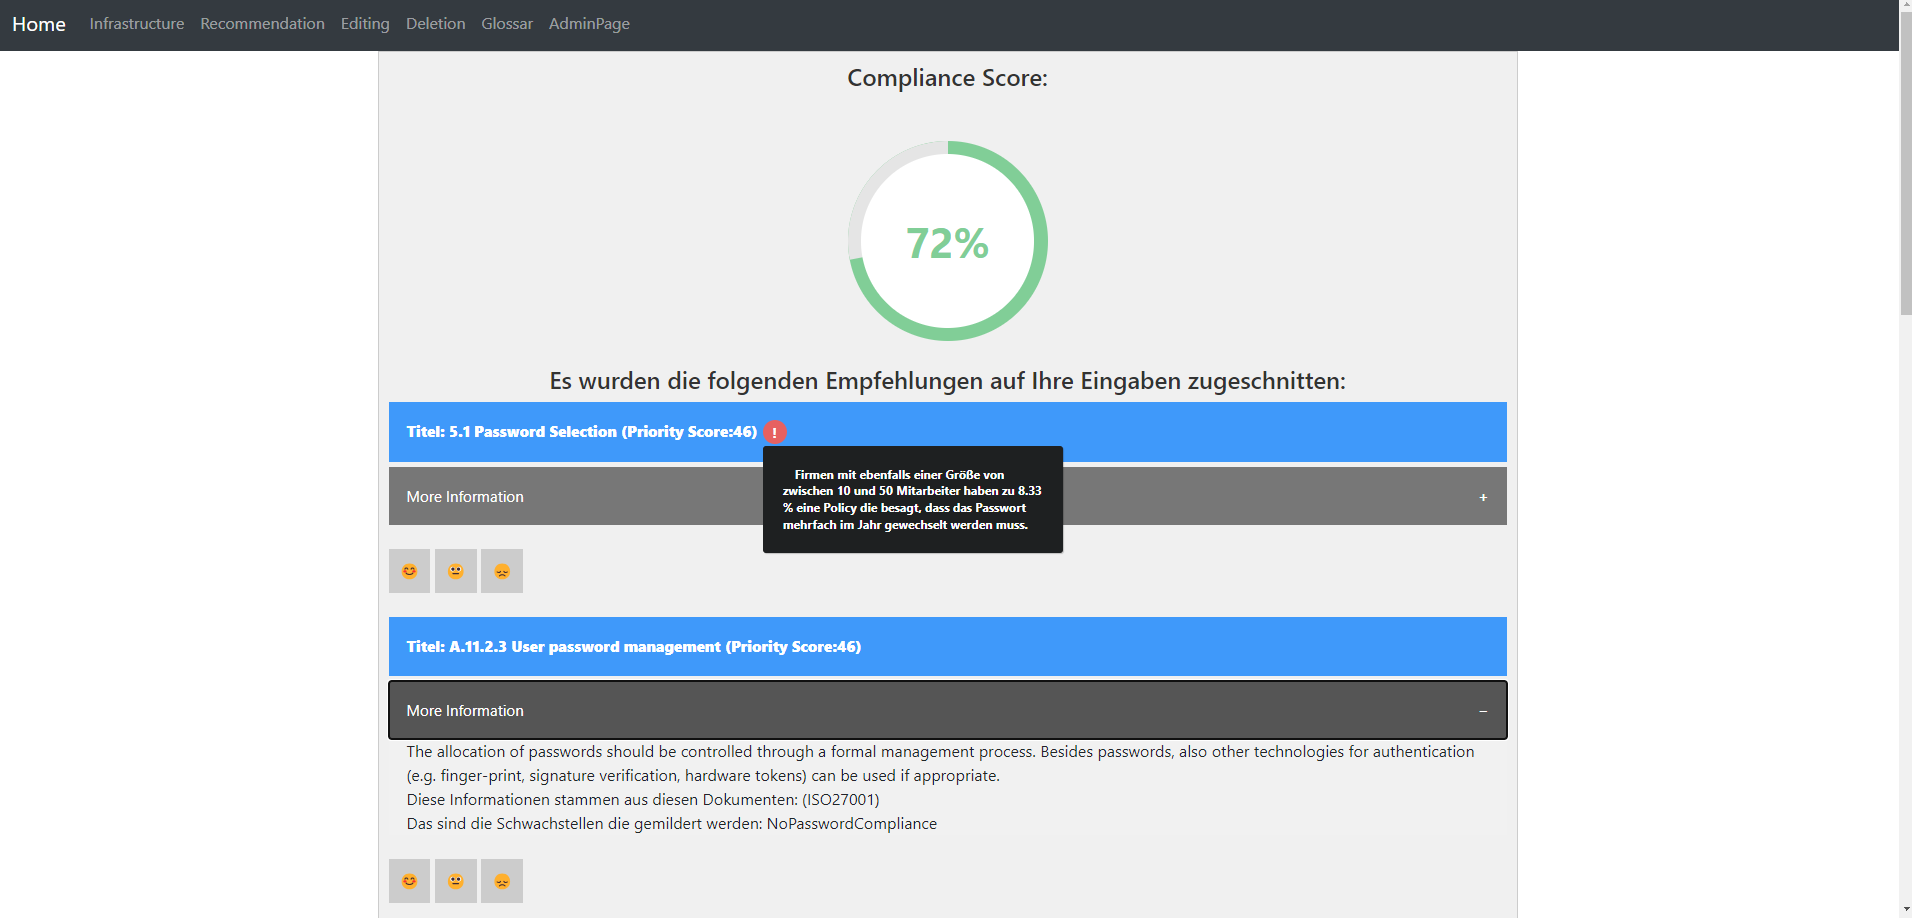 Home Infrastructure Recommendation Editing Deletion Glossar AdminPage
Compliance Score:
72%
Es wurden die folgenden Empfehlungen auf Ihre Eingaben zugeschnitten:
Titel: 5.1 Password Selection (Priority Score:46) !
Firmen mit ebenfalls einer Größe von
zwischen 10 und 50 Mitarbeiter haben zu 8.33
% eine Policy die besagt, dass das Passwort
mehrfach im Jahr gewechselt werden muss.
More Information +
Titel: A.11.2.3 User password management (Priority Score:46)
More Information –
The allocation of passwords should be controlled through a formal management process. Besides passwords, also other technologies for authentication
(e.g. finger-print, signature verification, hardware tokens) can be used if appropriate.
Diese Informationen stammen aus diesen Dokumenten: (ISO27001)
Das sind die Schwachstellen die gemildert werden: NoPasswordCompliance